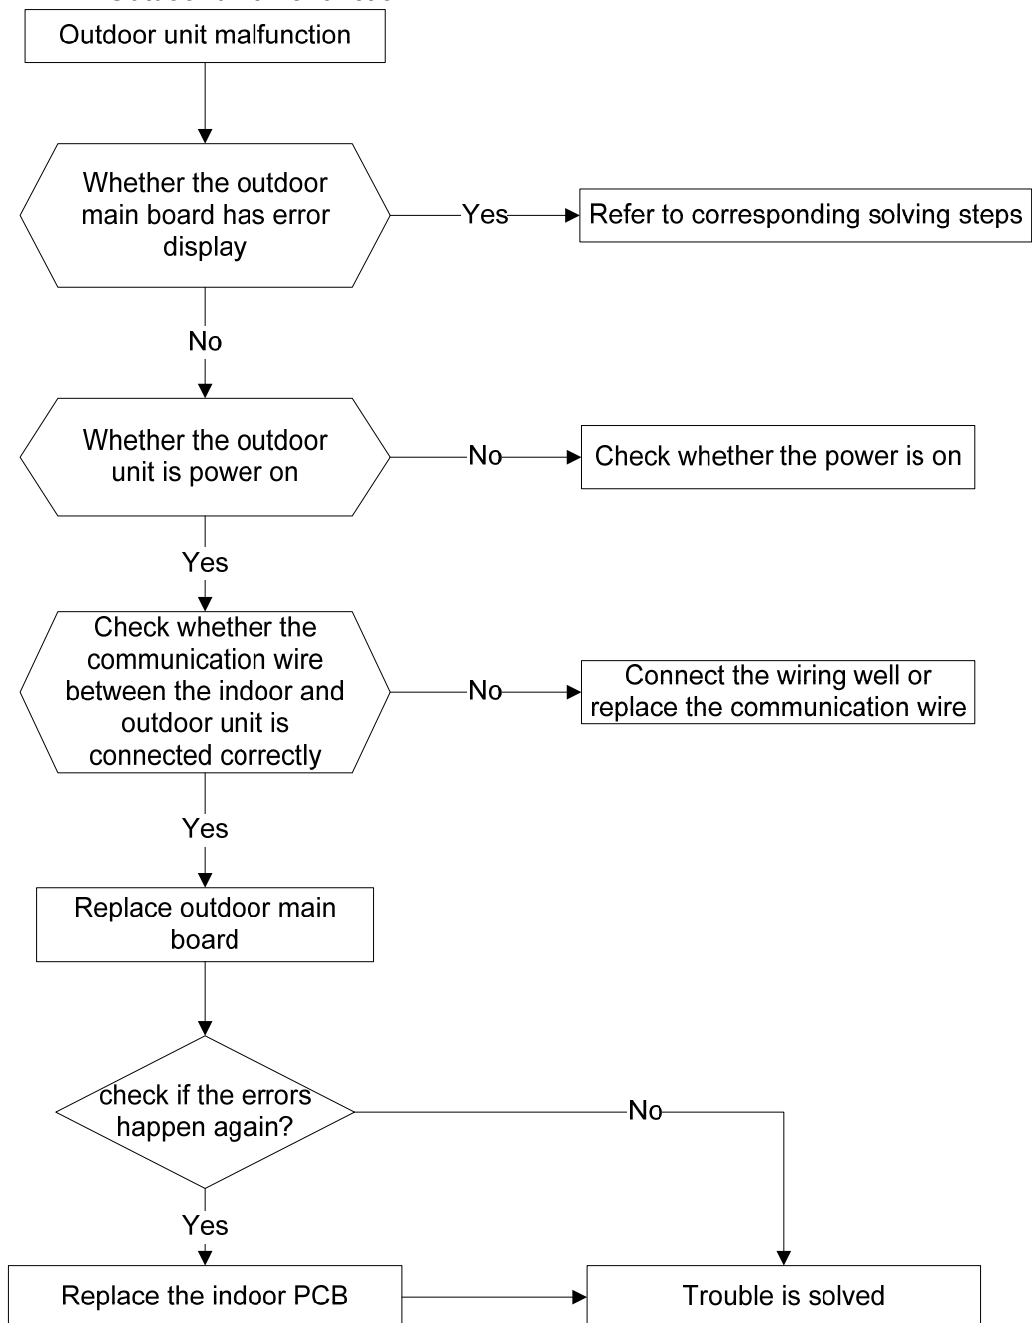 Outdoor unit malfunction
Whether the outdoor
main board has error
display
Yes
Refer to corresponding solving steps
No
Whether the outdoor
unit is power on
No
Check whether the power is on
Yes
Check whether the
communication wire
between the indoor and
outdoor unit is
connected correctly
No
Connect the wiring well or
replace the communication wire
Yes
Replace outdoor main
board
check if the errors
happen again?
No
Yes
Replace the indoor PCB
Trouble is solved